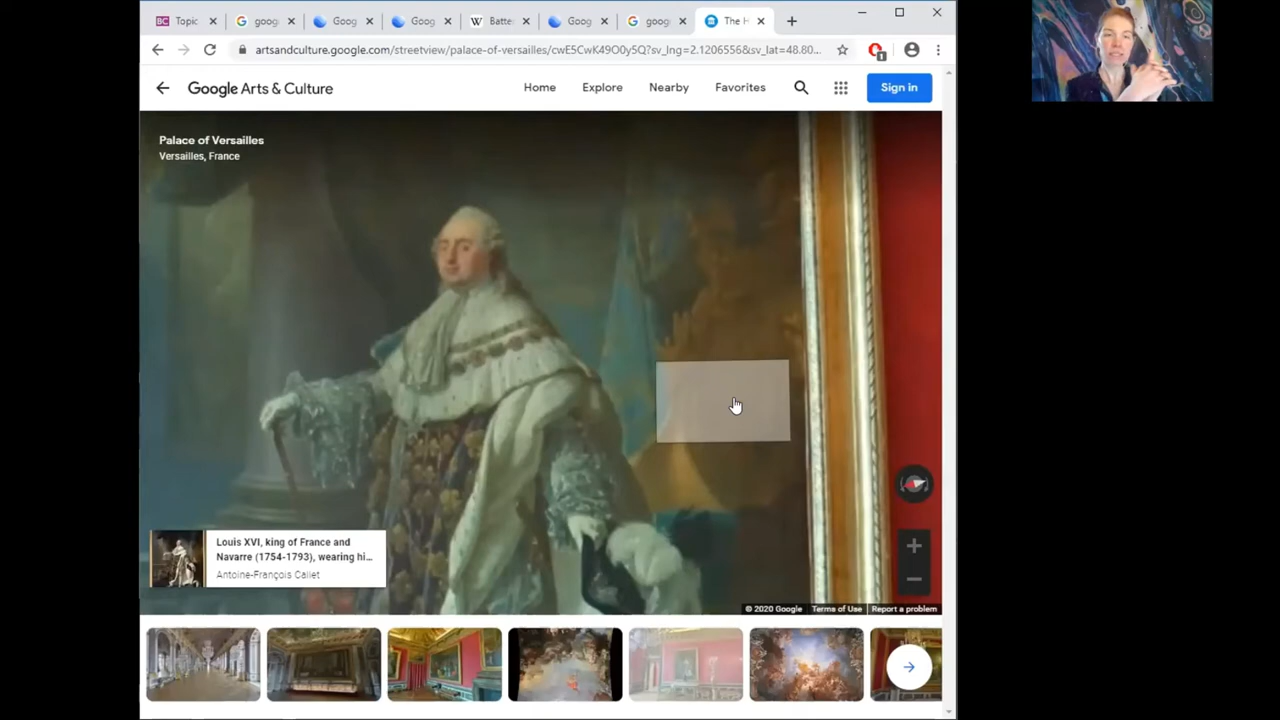 Topic
goog
Goog
Goog
Batte
Goog
goog
The H
artsandculture.google.com/streetview/palace-of-versailles/cwE5CwK49O0y5Q?sv_lng=2.1206556&sv_lat=48.80...
1
Google Arts & Culture
Home
Explore
Nearby
Favorites
Sign in
Palace of Versailles
Versailles, France
Louis XVI, king of France and
Navarre (1754-1793), wearing hi...
Antoine-François Callet
© 2020 Google
Terms of Use
Report a problem